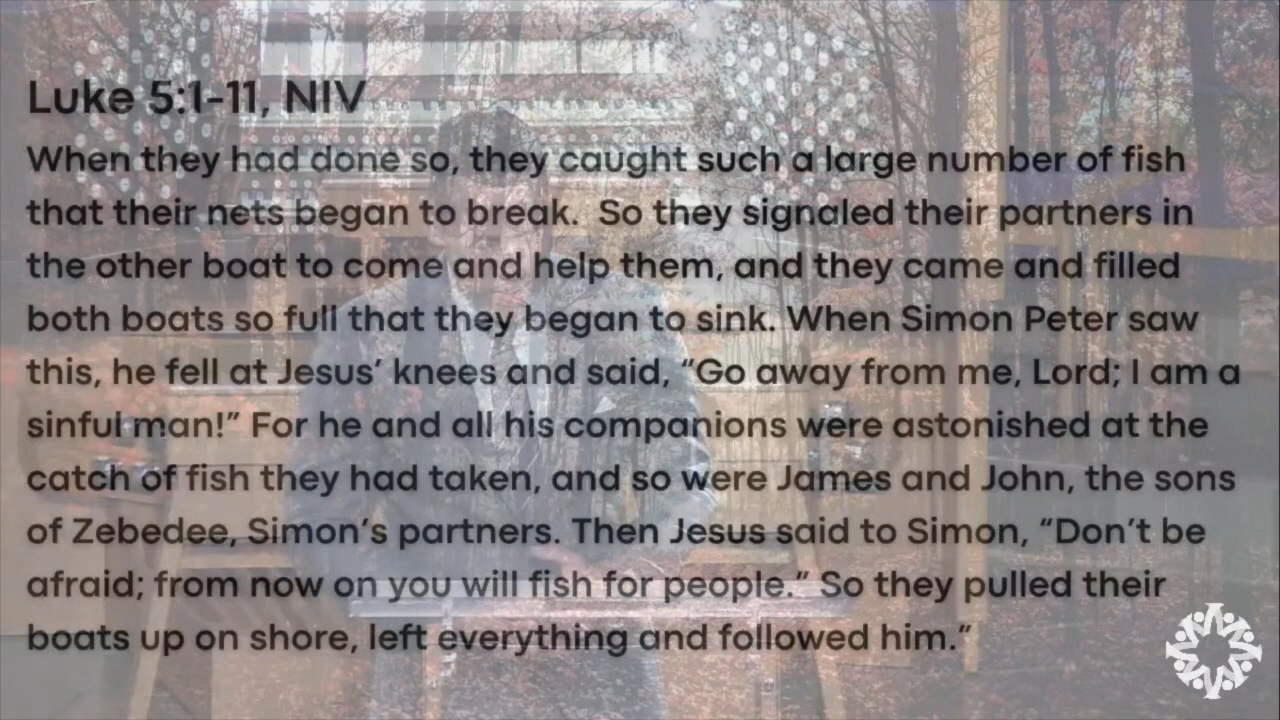 Luke 5:1-11, NIV
When they had done so, they caught such a large number of fish
that their nets began to break.  So they signaled their partners in
the other boat to come and help them, and they came and filled
both boats so full that they began to sink. When Simon Peter saw
this, he fell at Jesus’ knees and said, “Go away from me, Lord; I am a
sinful man!” For he and all his companions were astonished at the
catch of fish they had taken, and so were James and John, the sons
of Zebedee, Simon’s partners. Then Jesus said to Simon, “Don’t be
afraid; from now on you will fish for people.” So they pulled their
boats up on shore, left everything and followed him.”